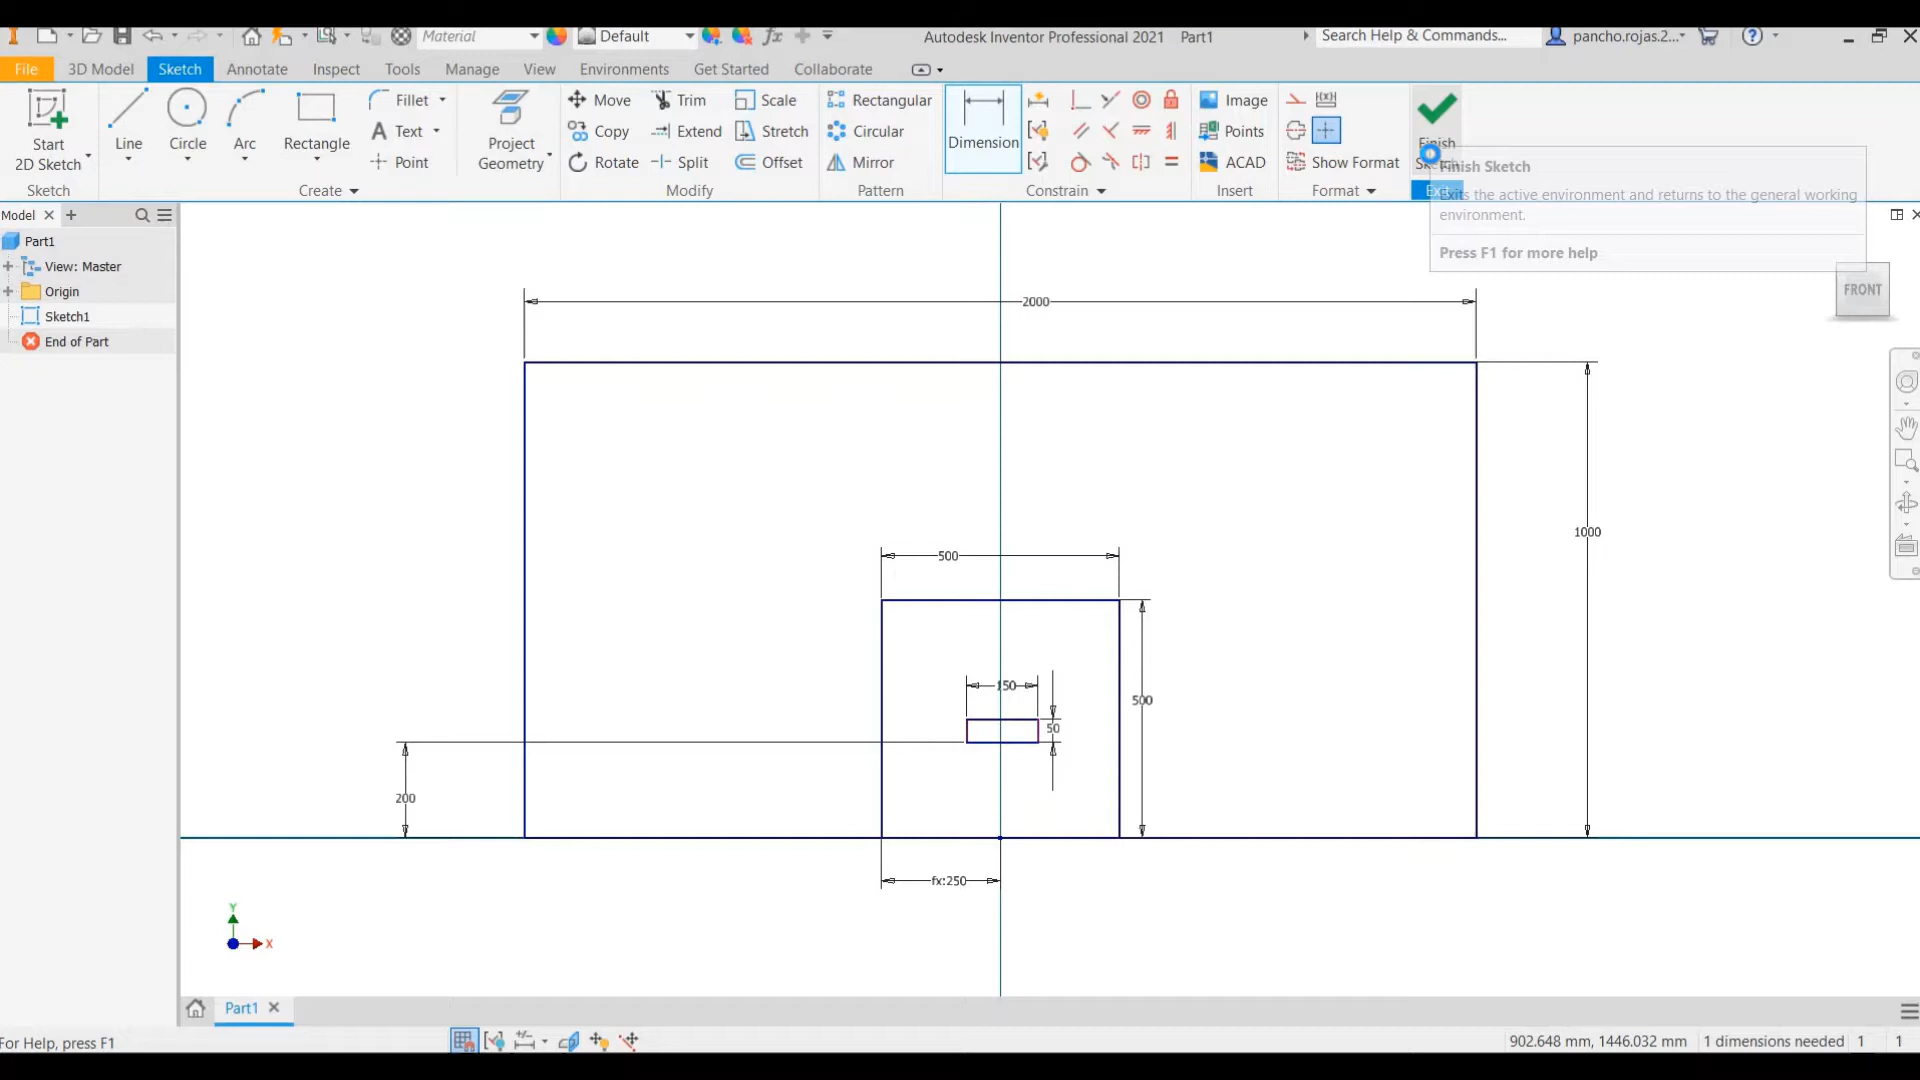 Material
Default
Autodesk Inventor Professional 2021 Part1
Search Help & Commands...
pancho.rojas.2...
File
3D Model
Sketch
Annotate
Inspect
Tools
Manage
View
Environments
Get Started
Collaborate
Start
2D Sketch
Line
Circle
Arc
Rectangle
Fillet
Text
Point
Project
Geometry
Move
Copy
Rotate
Trim
Extend
Split
Scale
Stretch
Offset
Rectangular
Circular
Mirror
Dimension
Image
Points
ACAD
Show Format
Finish
Sketch
Create
Modify
Pattern
Constrain
Insert
Format
Finish Sketch
Exits the active environment and returns to the general working
environment.
Press F1 for more help
Model
Part1
View: Master
Origin
Sketch1
End of Part
FRONT
2000
1000
500
500
150
50
200
fx:250
Y
X
Part1
For Help, press F1
902.648 mm, 1446.032 mm
1 dimensions needed
1
1